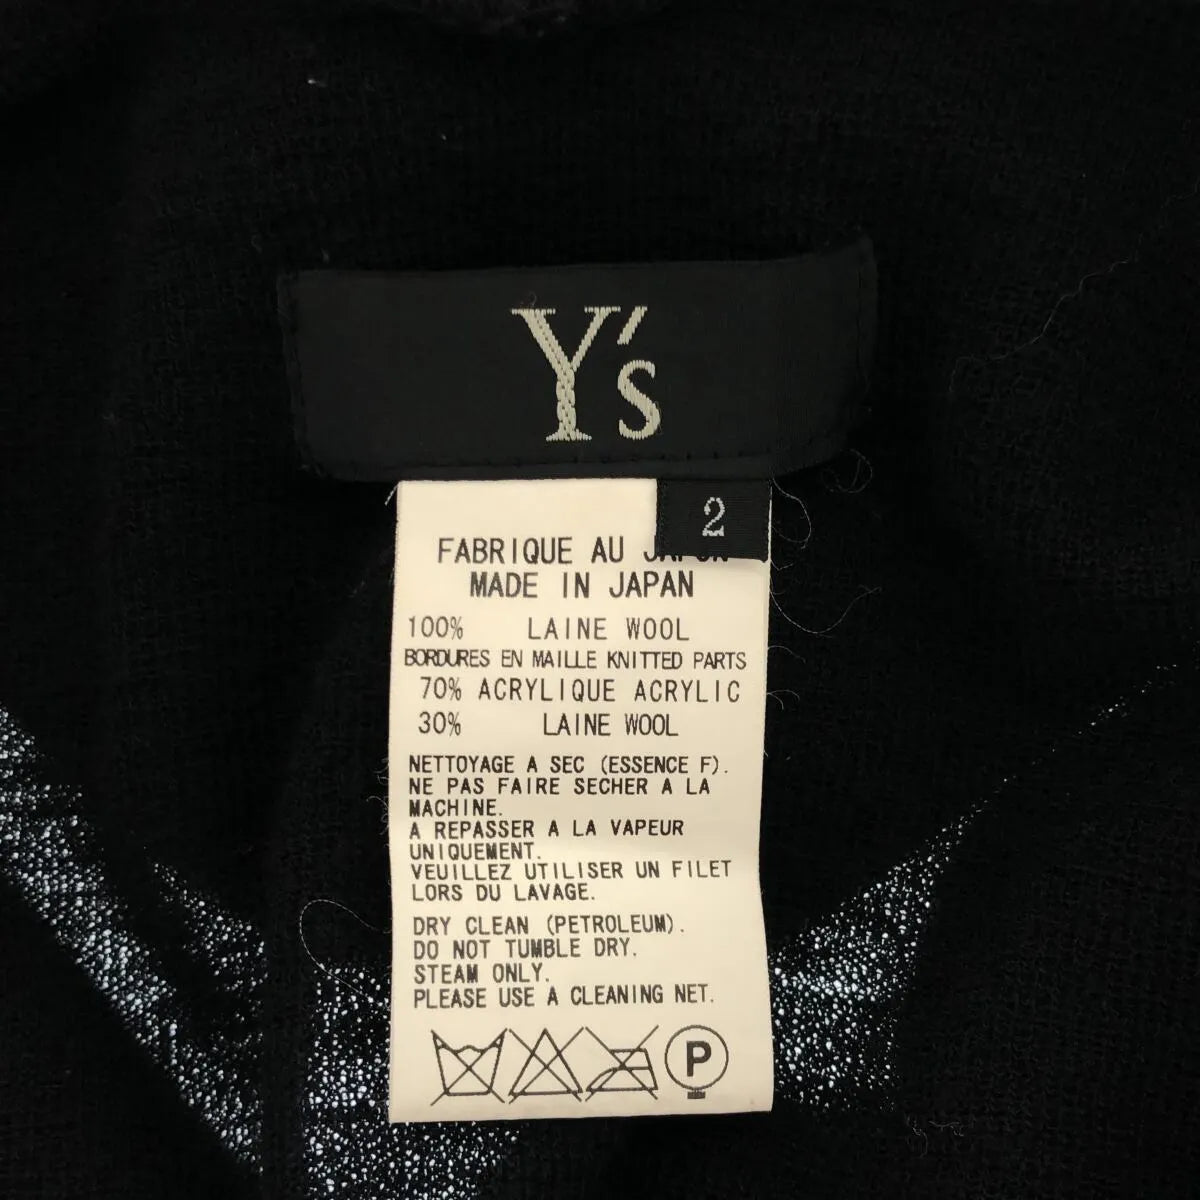 Y's
2
FABRIQUE AU JAPON
MADE IN JAPAN
100% LAINE WOOL
BORDURES EN MAILLE KNITTED PARTS
70% ACRYLIQUE ACRYLIC
30% LAINE WOOL
NETTOYAGE A SEC (ESSENCE F).
NE PAS FAIRE SECHER A LA
MACHINE.
A REPASSER A LA VAPEUR
UNIQUEMENT.
VEUILLEZ UTILISER UN FILET
LORS DU LAVAGE.
DRY CLEAN (PETROLEUM).
DO NOT TUMBLE DRY.
STEAM ONLY.
PLEASE USE A CLEANING NET.
P